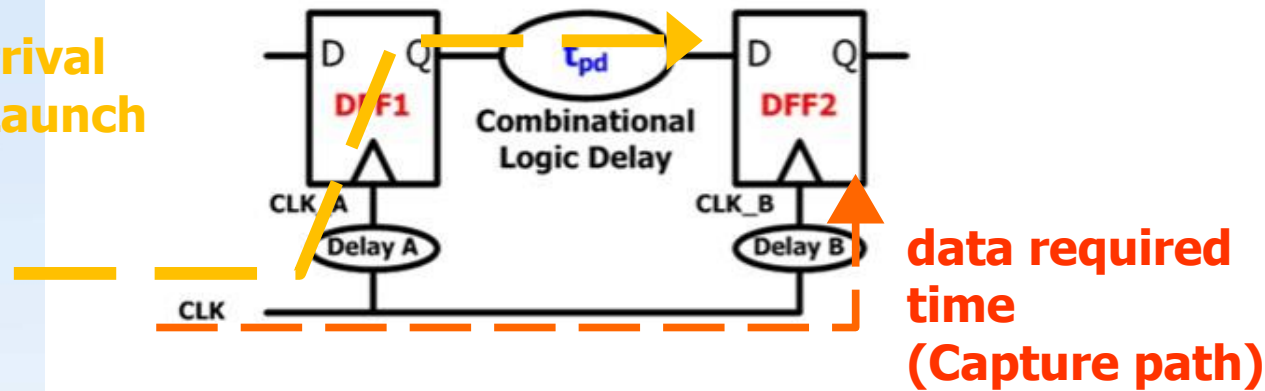 rival
aunch
D Q
DFF1
τpd
Combinational
Logic Delay
D Q
DFF2
CLK_A
CLK_B
Delay A
Delay B
CLK
data required
time
(Capture path)